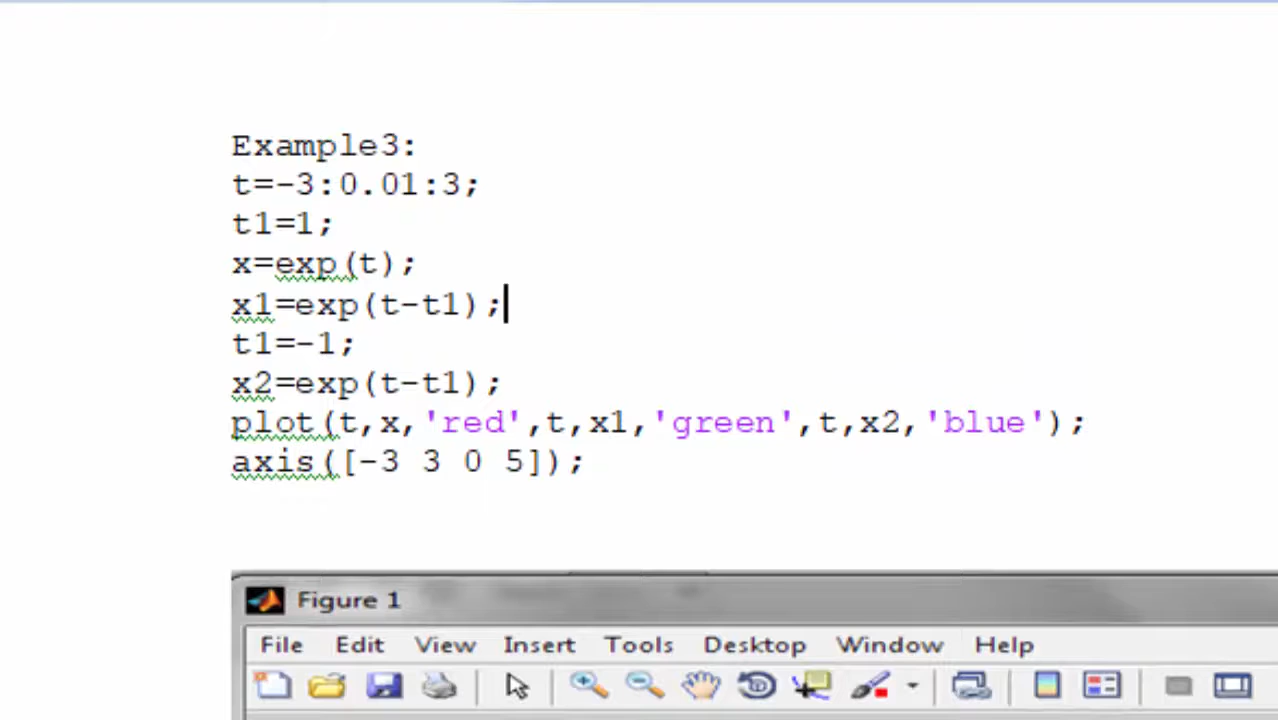 Example3:
t=-3:0.01:3;
t1=1;
x=exp(t);
x1=exp(t-t1);
t1=-1;
x2=exp(t-t1);
plot(t,x,'red',t,x1,'green',t,x2,'blue');
axis([-3 3 0 5]);
Figure 1
File Edit View Insert Tools Desktop Window Help